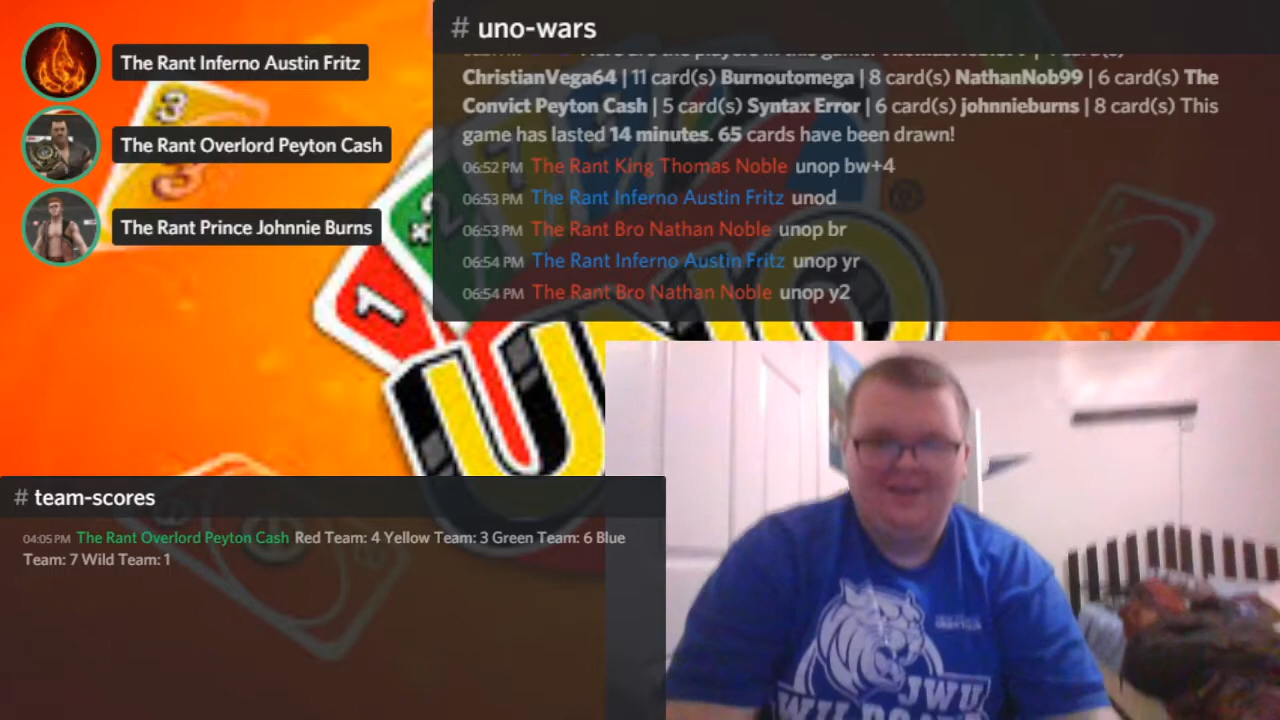 The Rant Inferno Austin Fritz
The Rant Overlord Peyton Cash
The Rant Prince Johnnie Burns
# uno-wars
ChristianVega64 | 11 card(s) Burnoutomega | 8 card(s) NathanNob99 | 6 card(s) The
Convict Peyton Cash | 5 card(s) Syntax Error | 6 card(s) johnnieburns | 8 card(s) This
game has lasted 14 minutes. 65 cards have been drawn!
06:52 PM The Rant King Thomas Noble unop bw+4
06:53 PM The Rant Inferno Austin Fritz unod
06:53 PM The Rant Bro Nathan Noble unop br
06:54 PM The Rant Inferno Austin Fritz unop yr
06:54 PM The Rant Bro Nathan Noble unop y2
3
3
1
1
UNO
# team-scores
04:05 PM The Rant Overlord Peyton Cash Red Team: 4 Yellow Team: 3 Green Team: 6 Blue
Team: 7 Wild Team: 1
JWU